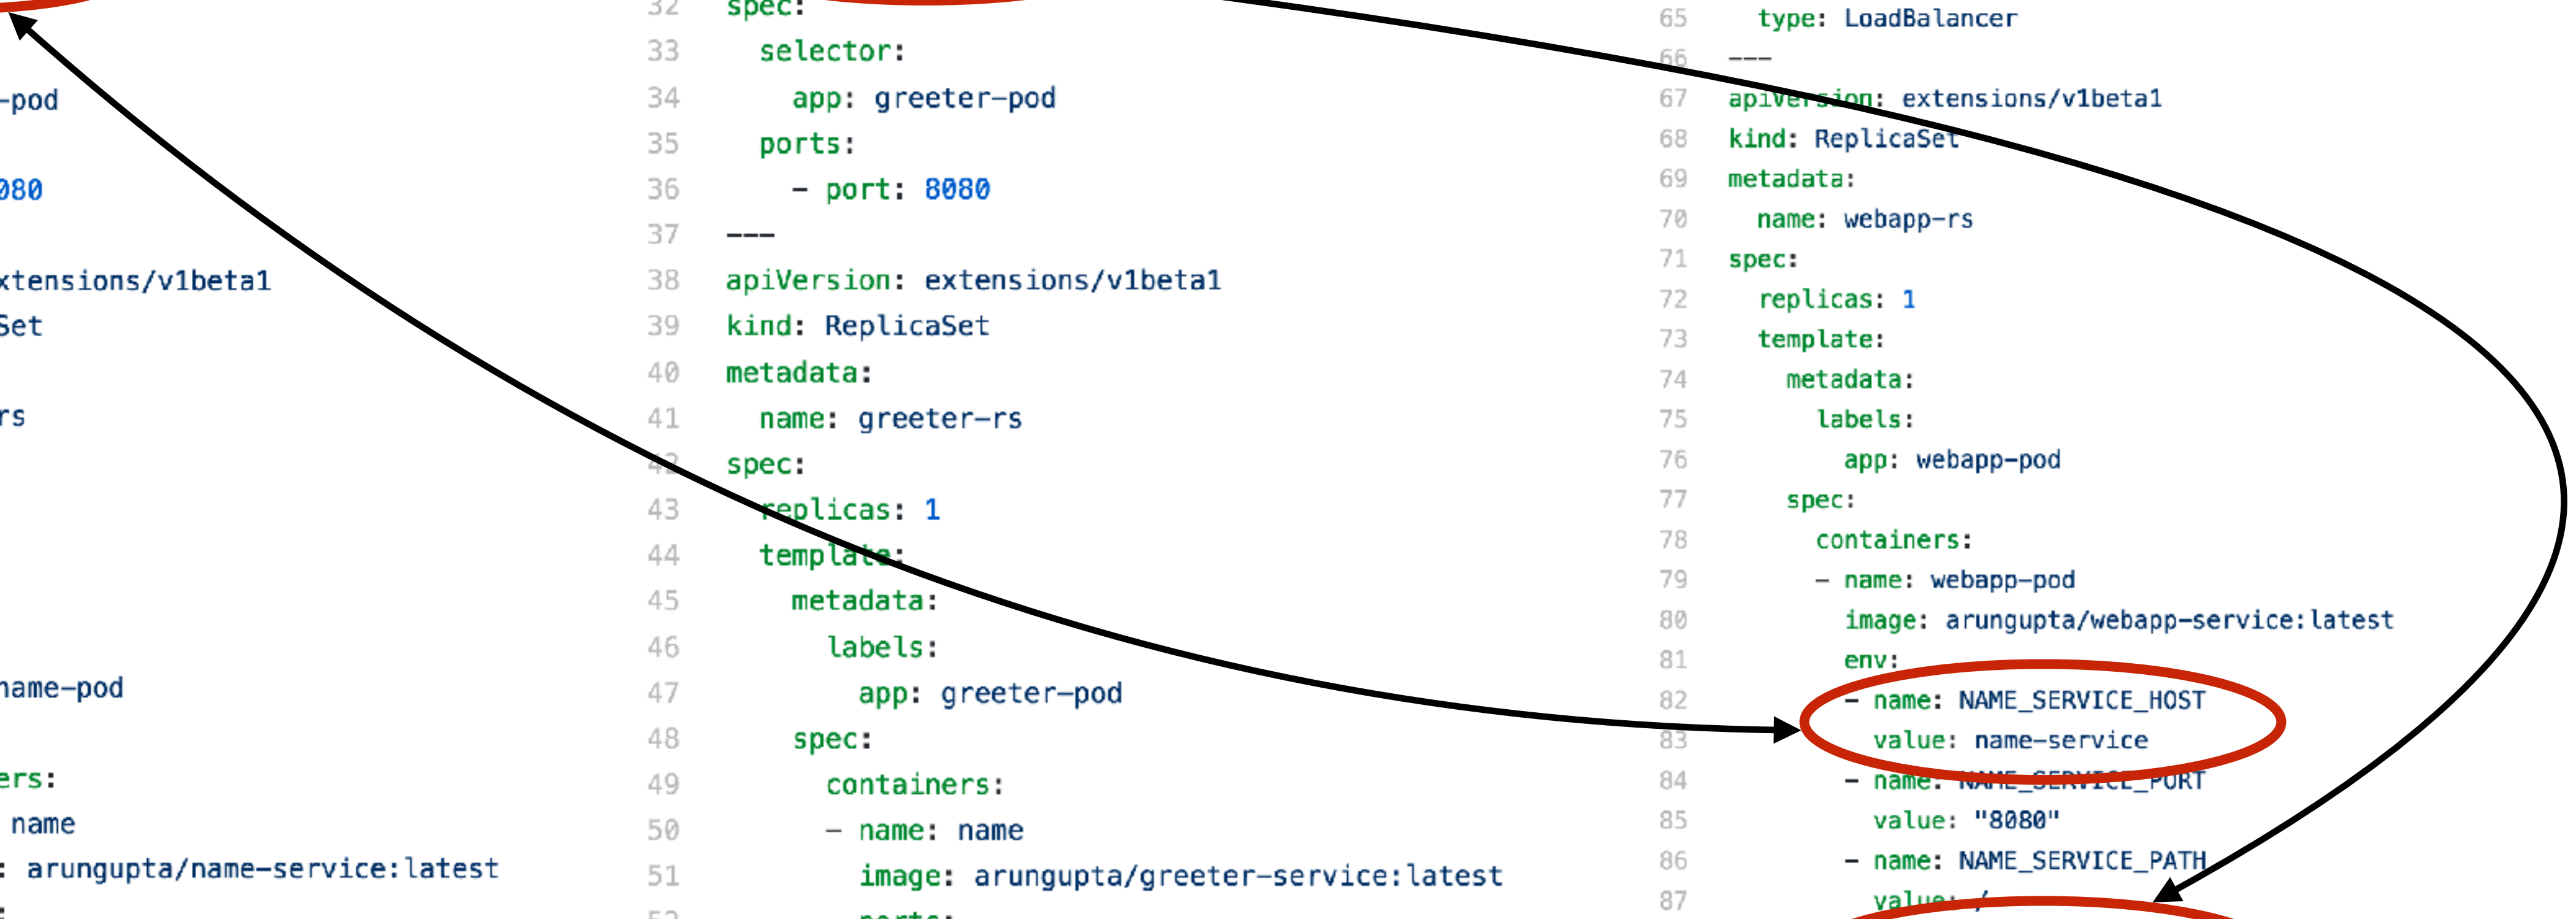 -pod
080
xtensions/v1beta1
Set
rs
name-pod
ers:
name
: arungupta/name-service:latest
32 spec:
33 selector:
34 app: greeter-pod
35 ports:
36 - port: 8080
37 ---
38 apiVersion: extensions/v1beta1
39 kind: ReplicaSet
40 metadata:
41 name: greeter-rs
42 spec:
43 replicas: 1
44 template:
45 metadata:
46 labels:
47 app: greeter-pod
48 spec:
49 containers:
50 - name: name
51 image: arungupta/greeter-service:latest
52 ports:
65 type: LoadBalancer
66 ---
67 apiVersion: extensions/v1beta1
68 kind: ReplicaSet
69 metadata:
70 name: webapp-rs
71 spec:
72 replicas: 1
73 template:
74 metadata:
75 labels:
76 app: webapp-pod
77 spec:
78 containers:
79 - name: webapp-pod
80 image: arungupta/webapp-service:latest
81 env:
82 - name: NAME_SERVICE_HOST
83 value: name-service
84 - name: NAME_SERVICE_PORT
85 value: "8080"
86 - name: NAME_SERVICE_PATH
87 value: /